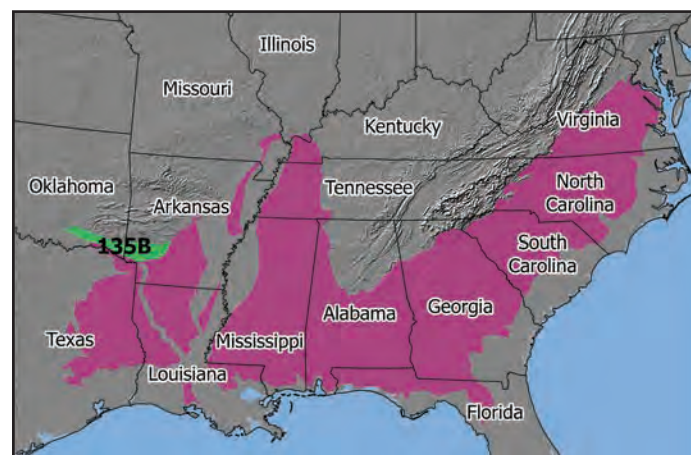 Illinois
Missouri
Kentucky
Virginia
Oklahoma
Arkansas
Tennessee
North
Carolina
135B
South
Carolina
Texas
Mississippi
Alabama
Georgia
Louisiana
Florida